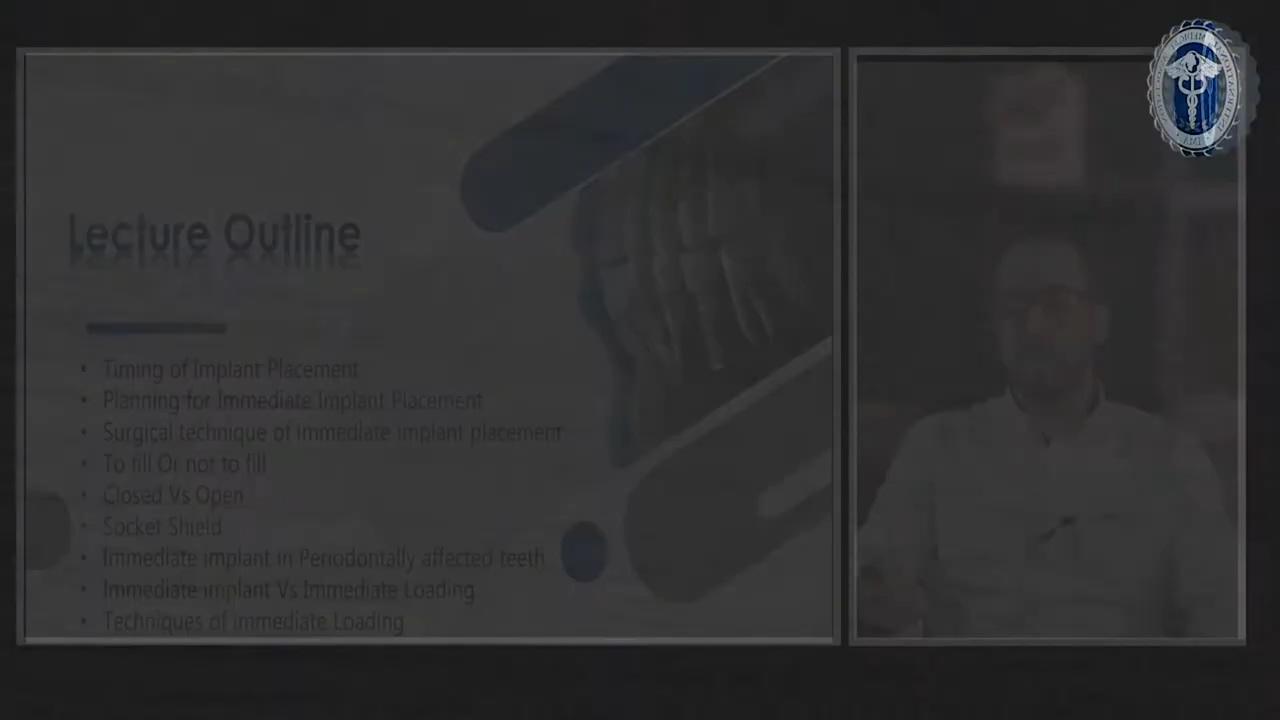 Lecture Outline
• Timing of Implant Placement
• Planning for Immediate Implant Placement
• Surgical technique of immediate implant placement
• To fill Or not to fill
• Closed Vs Open
• Socket Shield
• Immediate implant in Periodontally affected teeth
• Immediate implant Vs Immediate Loading
• Techniques of immediate Loading